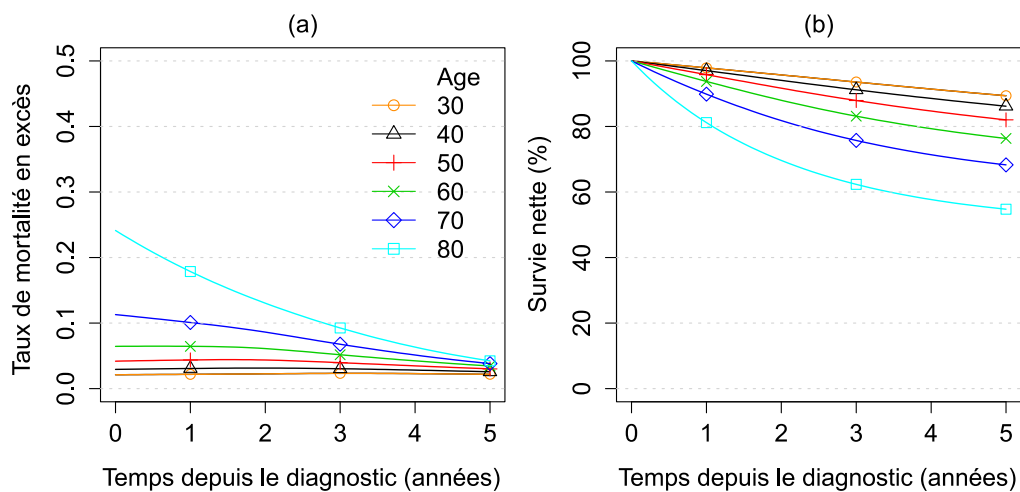 (a)
Taux de mortalité en excès
0.5
0.4
0.3
0.2
0.1
0.0
Age
30
40
50
60
70
80
0 1 2 3 4 5
Temps depuis le diagnostic (années)
(b)
Survie nette (%)
100
80
60
40
20
0
0 1 2 3 4 5
Temps depuis le diagnostic (années)